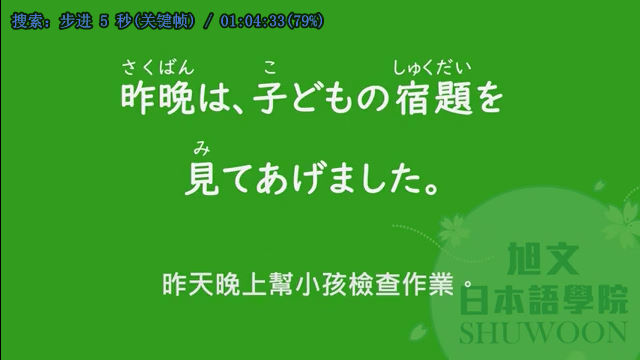 搜索: 步进 5 秒(关键帧) / 01:04:33(79%)
さくばん こ しゅくだい
昨晩は、子どもの宿題を
み
見てあげました。
昨天晚上幫小孩檢查作業。
旭文
日本語學院
SHUWOON